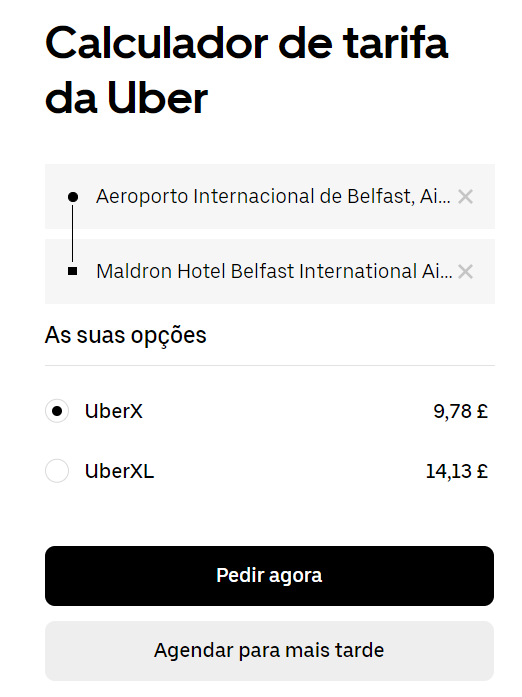 Calculador de tarifa
da Uber
Aeroporto Internacional de Belfast, Ai...
Maldron Hotel Belfast International Ai...
As suas opções
UberX 9,78 £
UberXL 14,13 £
Pedir agora
Agendar para mais tarde